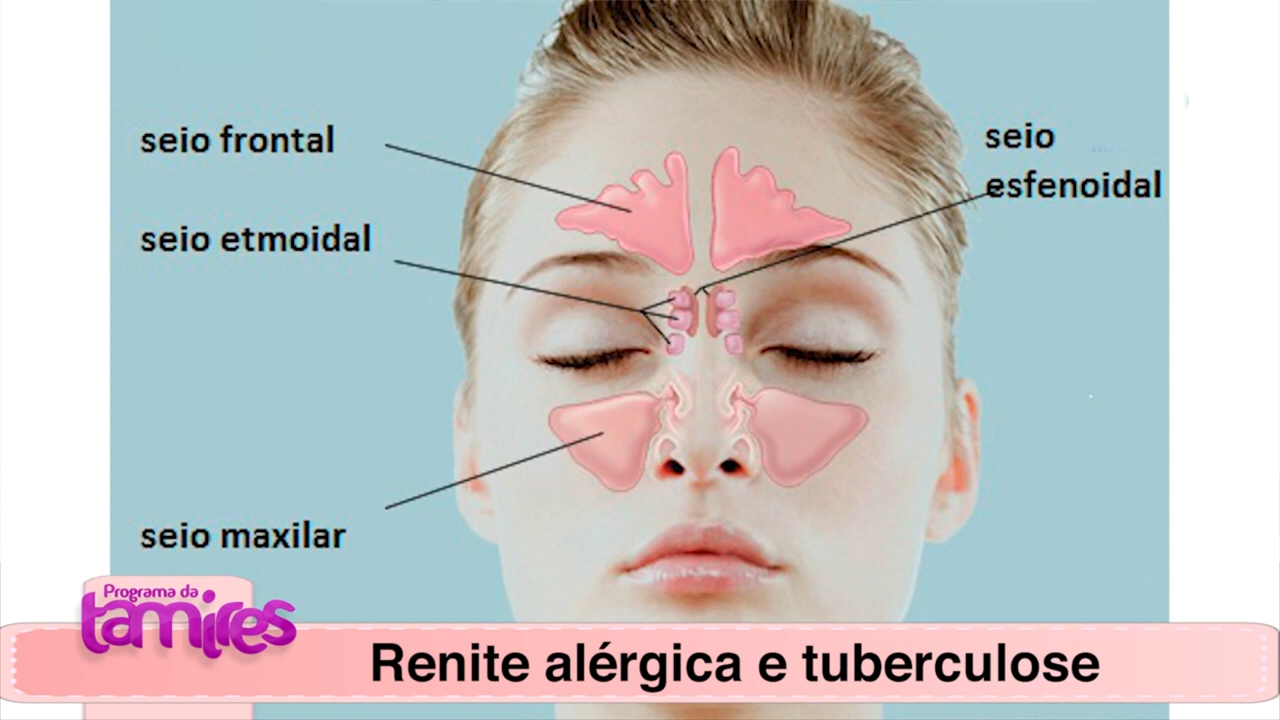 seio frontal
seio
esfenoidal
seio etmoidal
seio maxilar
Programa da
tamires
Renite alérgica e tuberculose